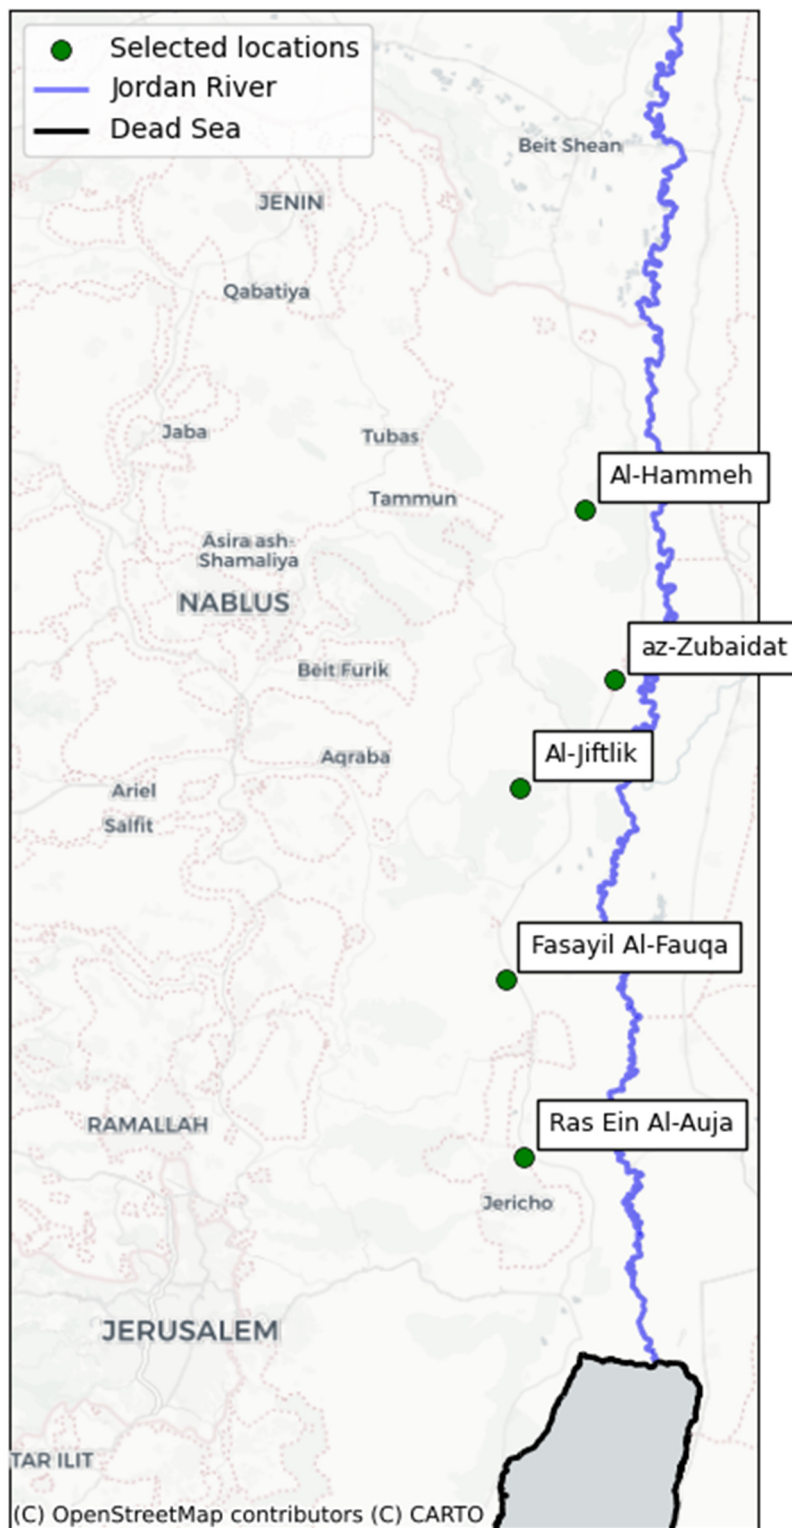 Selected locations
Jordan River
Dead Sea
Beit Shean
JENIN
Qabatiya
Jaba
Tubas
Al-Hammeh
Tammun
Asira ash-
Shamaliya
NABLUS
az-Zubaidat
Beit Furik
Al-Jiftlik
Aqraba
Ariel
Salfit
Fasayil Al-Fauqa
RAMALLAH
Ras Ein Al-Auja
Jericho
JERUSALEM
TAR ILIT
(C) OpenStreetMap contributors (C) CARTO